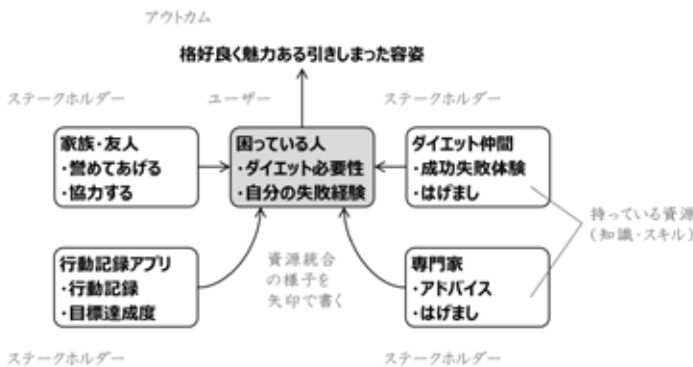 アウトカム
格好良く魅力ある引きしまった容姿
ステークホルダー
ユーザー
ステークホルダー
家族・友人
・誉めてあげる
・協力する
困っている人
・ダイエット必要性
・自分の失敗経験
ダイエット仲間
・成功失敗体験
・はげまし
持っている資源
（知識・スキル）
行動記録アプリ
・行動記録
・目標達成度
資源統合
の様子を
矢印で書く
専門家
・アドバイス
・はげまし
ステークホルダー
ステークホルダー